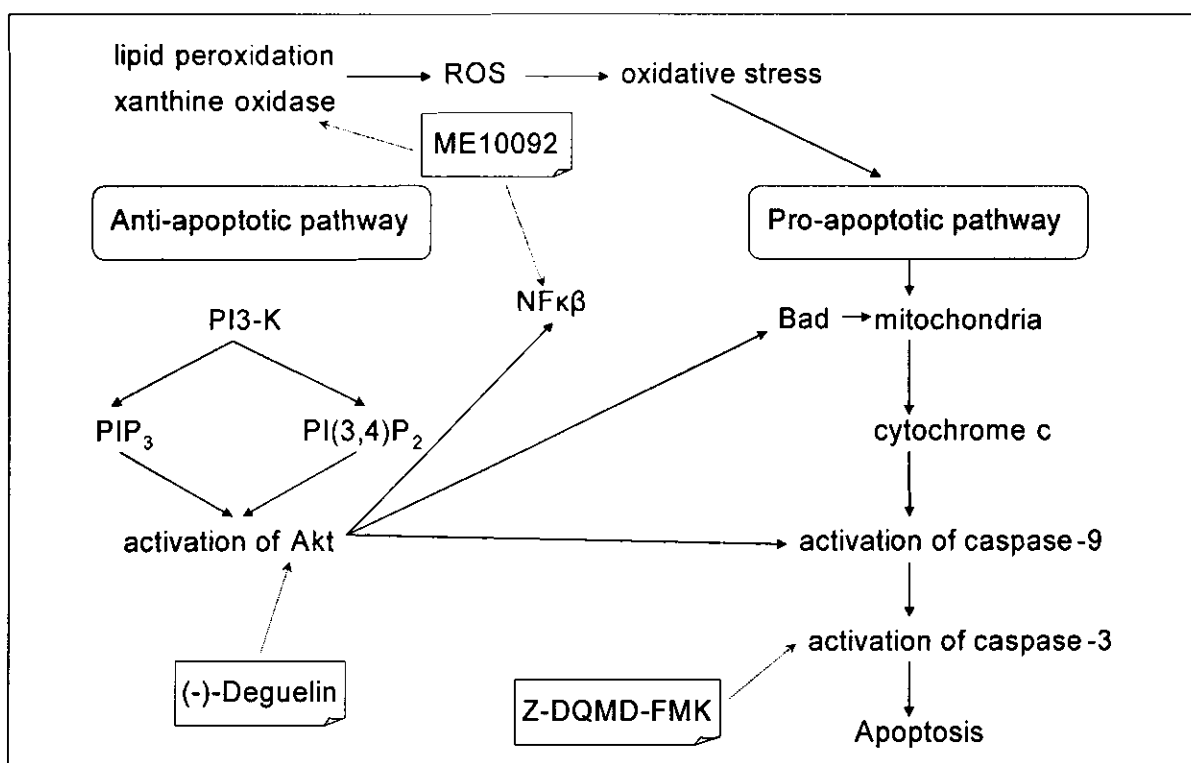 lipid peroxidation
xanthine oxidase
ROS
oxidative stress
ME10092
Anti-apoptotic pathway
Pro-apoptotic pathway
NFκβ
PI3-K
Bad
mitochondria
PIP₃
PI(3,4)P₂
cytochrome c
activation of Akt
activation of caspase-9
activation of caspase-3
(-)-Deguelin
Z-DQMD-FMK
Apoptosis